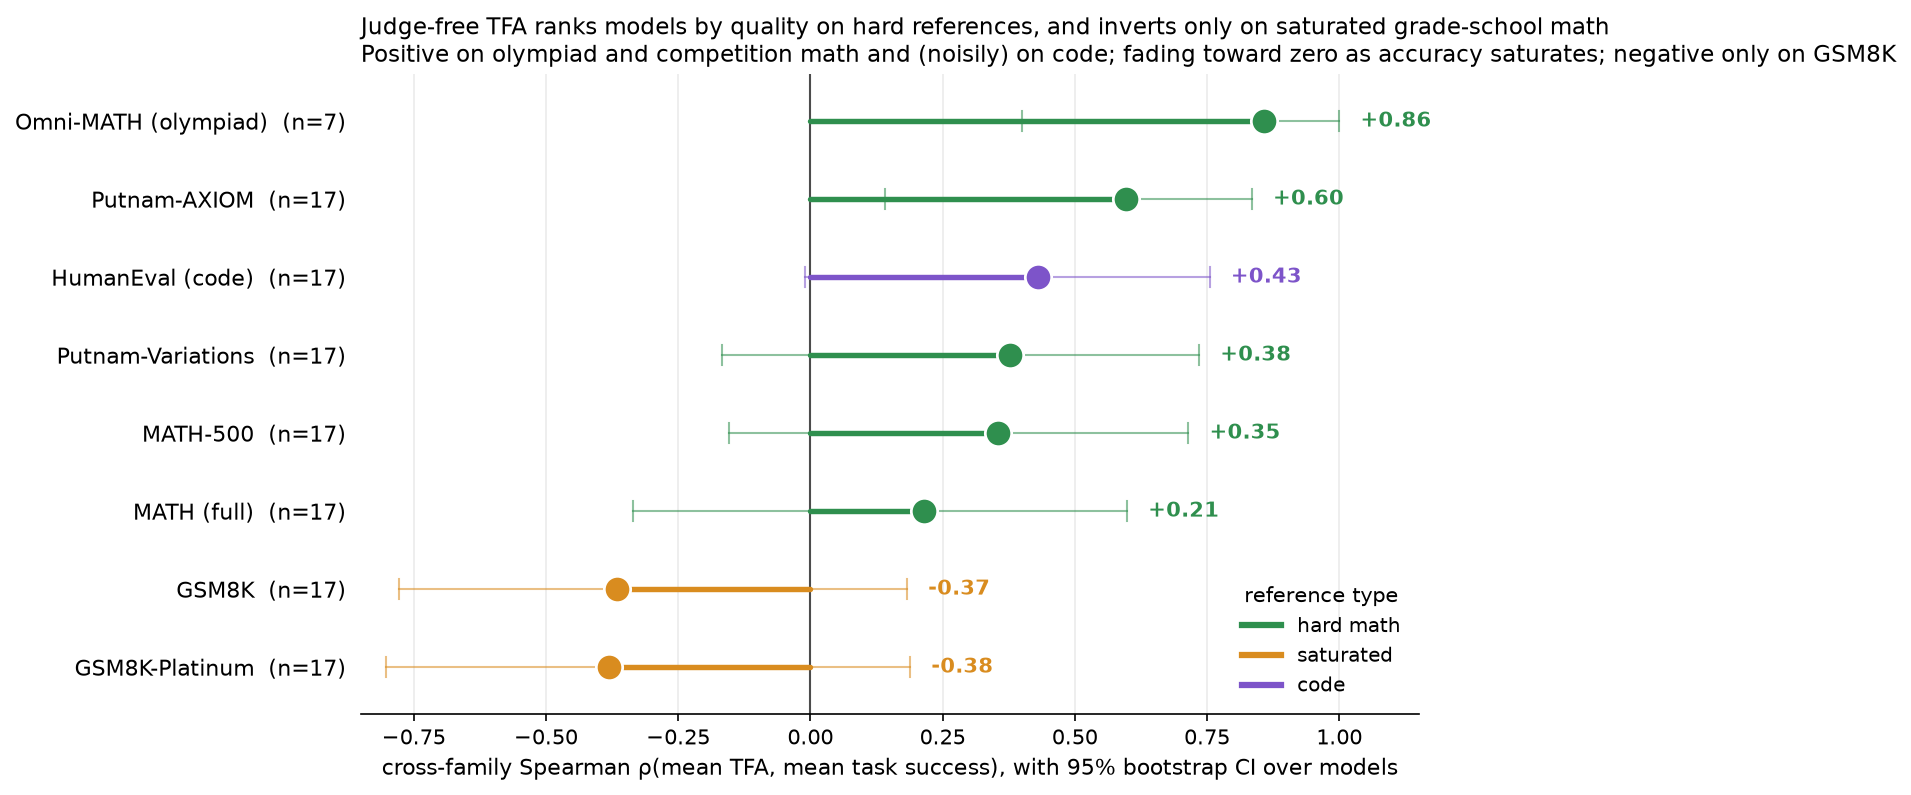 Judge-free TFA ranks models by quality on hard references, and inverts only on saturated grade-school math
Positive on olympiad and competition math and (noisily) on code; fading toward zero as accuracy saturates; negative only on GSM8K
Omni-MATH (olympiad) (n=7)
+0.86
Putnam-AXIOM (n=17)
+0.60
HumanEval (code) (n=17)
+0.43
Putnam-Variations (n=17)
+0.38
MATH-500 (n=17)
+0.35
MATH (full) (n=17)
+0.21
GSM8K (n=17)
-0.37
GSM8K-Platinum (n=17)
-0.38
reference type
hard math
saturated
code
−0.75 −0.50 −0.25 0.00 0.25 0.50 0.75 1.00
cross-family Spearman ρ(mean TFA, mean task success), with 95% bootstrap CI over models